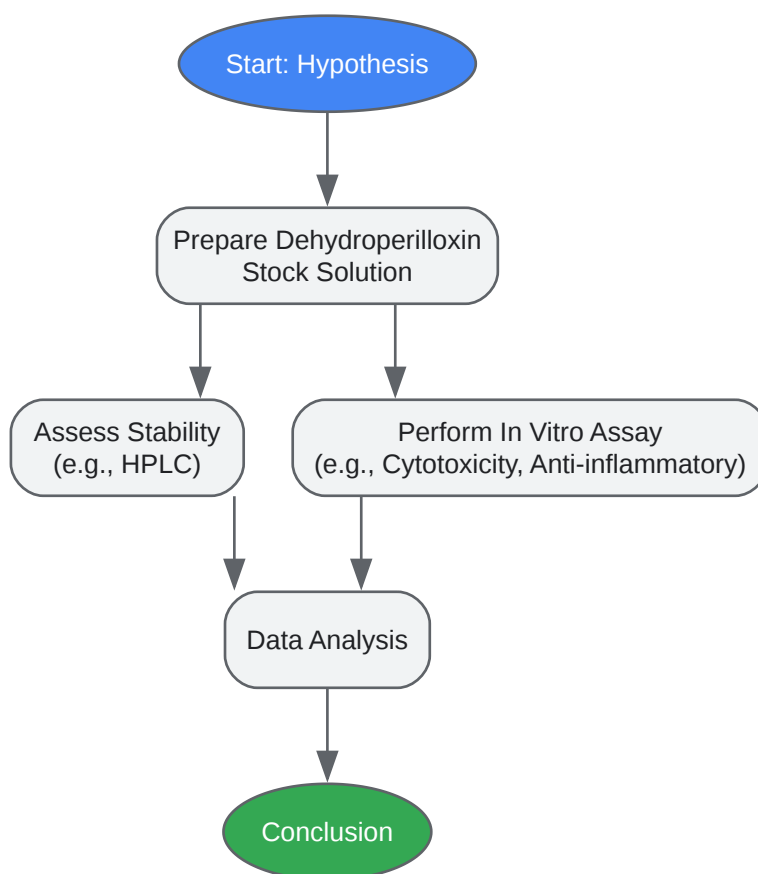 Start: Hypothesis
Prepare Dehydroperilloxin
Stock Solution
Assess Stability
(e.g., HPLC)
Perform In Vitro Assay
(e.g., Cytotoxicity, Anti-inflammatory)
Data Analysis
Conclusion